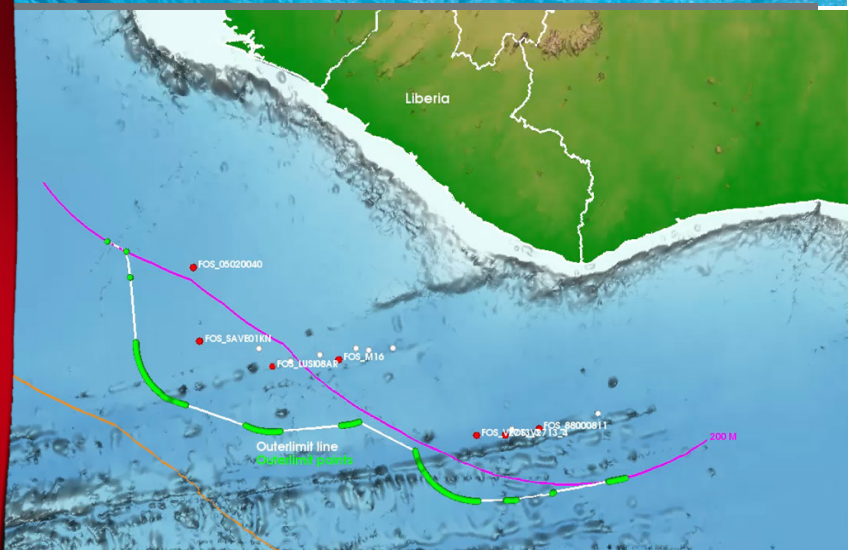 Liberia
FOS_05020040
FOS_SAVE01KN
FOS_LUSI08AR
FOS_M16
FOS_88000811
200 M
Outerlimit line
Outerlimit points